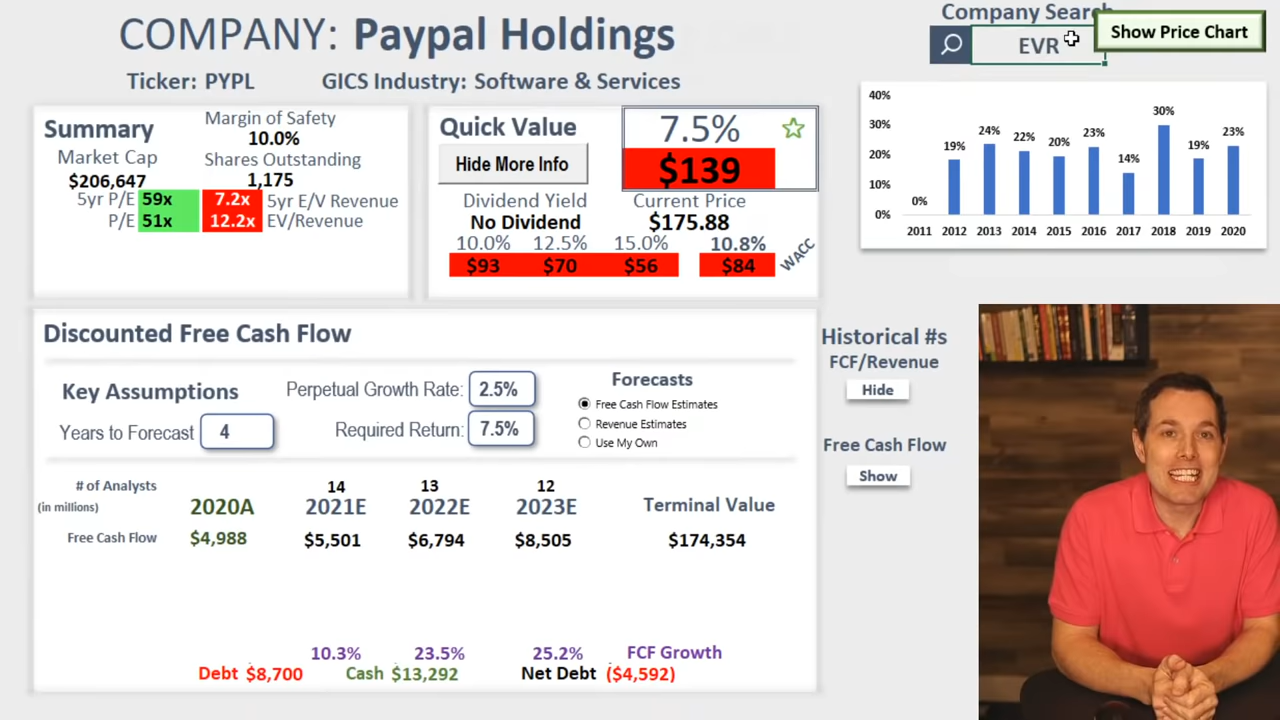 COMPANY: Paypal Holdings
Ticker: PYPL GICS Industry: Software & Services
Company Search
EVR
Show Price Chart
Summary
Margin of Safety
10.0%
Market Cap
$206,647
Shares Outstanding
1,175
5yr P/E 59x 7.2x 5yr E/V Revenue
P/E 51x 12.2x EV/Revenue
Quick Value
Hide More Info
7.5%
$139
Dividend Yield
No Dividend
Current Price
$175.88
10.0% 12.5% 15.0% 10.8%
$93 $70 $56 $84 WACC
40%
30%
20%
10%
0%
0% 19% 24% 22% 20% 23% 14% 30% 19% 23%
2011 2012 2013 2014 2015 2016 2017 2018 2019 2020
Discounted Free Cash Flow
Key Assumptions
Years to Forecast 4
Perpetual Growth Rate: 2.5%
Required Return: 7.5%
Forecasts
Free Cash Flow Estimates
Revenue Estimates
Use My Own
Historical #s
FCF/Revenue
Hide
Free Cash Flow
Show
# of Analysts 14 13 12
(in millions) 2020A 2021E 2022E 2023E Terminal Value
Free Cash Flow $4,988 $5,501 $6,794 $8,505 $174,354
10.3% 23.5% 25.2% FCF Growth
Debt $8,700 Cash $13,292 Net Debt ($4,592)